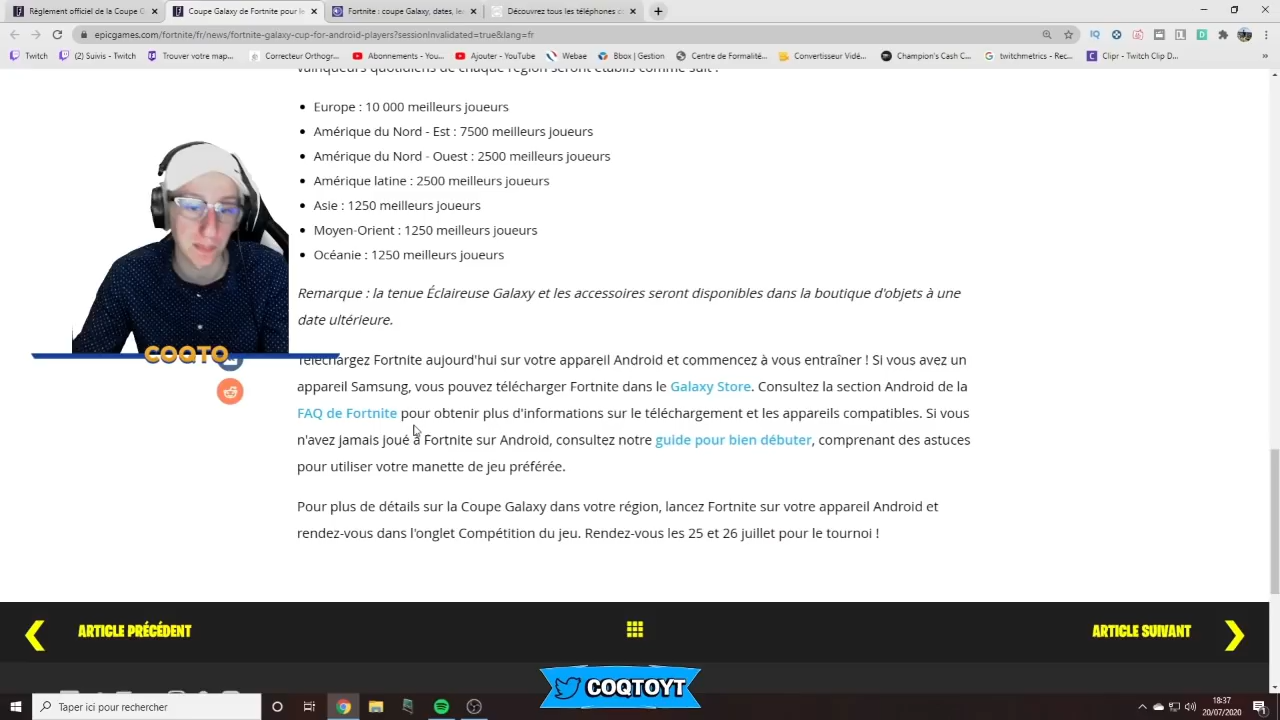 Règlement officiel de la Coupe G
Coupe Galaxy de Fortnite pour le
Fortnite : coupe Galaxy, dates, le
Découvrez tous les téléphones c
epicgames.com/fortnite/fr/news/fortnite-galaxy-cup-for-android-players?sessionInvalidated=true&lang=fr
Twitch
(2) Suivis - Twitch
Trouver votre map...
Correcteur Orthogr...
Abonnements - You...
Ajouter - YouTube
Webae
Bbox | Gestion
Centre de Formalité...
Convertisseur Vidé...
Champion's Cast C...
twitchmetrics - Rec...
Clipr - Twitch Clip D...
vainqueurs quotidiens de chaque région seront établis comme suit :
Europe : 10 000 meilleurs joueurs
Amérique du Nord - Est : 7500 meilleurs joueurs
Amérique du Nord - Ouest : 2500 meilleurs joueurs
Amérique latine : 2500 meilleurs joueurs
Asie : 1250 meilleurs joueurs
Moyen-Orient : 1250 meilleurs joueurs
Océanie : 1250 meilleurs joueurs
Remarque : la tenue Éclaireuse Galaxy et les accessoires seront disponibles dans la boutique d'objets à une
date ultérieure.
COQTO
Téléchargez Fortnite aujourd'hui sur votre appareil Android et commencez à vous entraîner ! Si vous avez un
appareil Samsung, vous pouvez télécharger Fortnite dans le Galaxy Store. Consultez la section Android de la
FAQ de Fortnite pour obtenir plus d'informations sur le téléchargement et les appareils compatibles. Si vous
n'avez jamais joué à Fortnite sur Android, consultez notre guide pour bien débuter, comprenant des astuces
pour utiliser votre manette de jeu préférée.
Pour plus de détails sur la Coupe Galaxy dans votre région, lancez Fortnite sur votre appareil Android et
rendez-vous dans l'onglet Compétition du jeu. Rendez-vous les 25 et 26 juillet pour le tournoi !
ARTICLE PRÉCÉDENT
ARTICLE SUIVANT
COQTOYT
Taper ici pour rechercher
18:37
20/07/2020